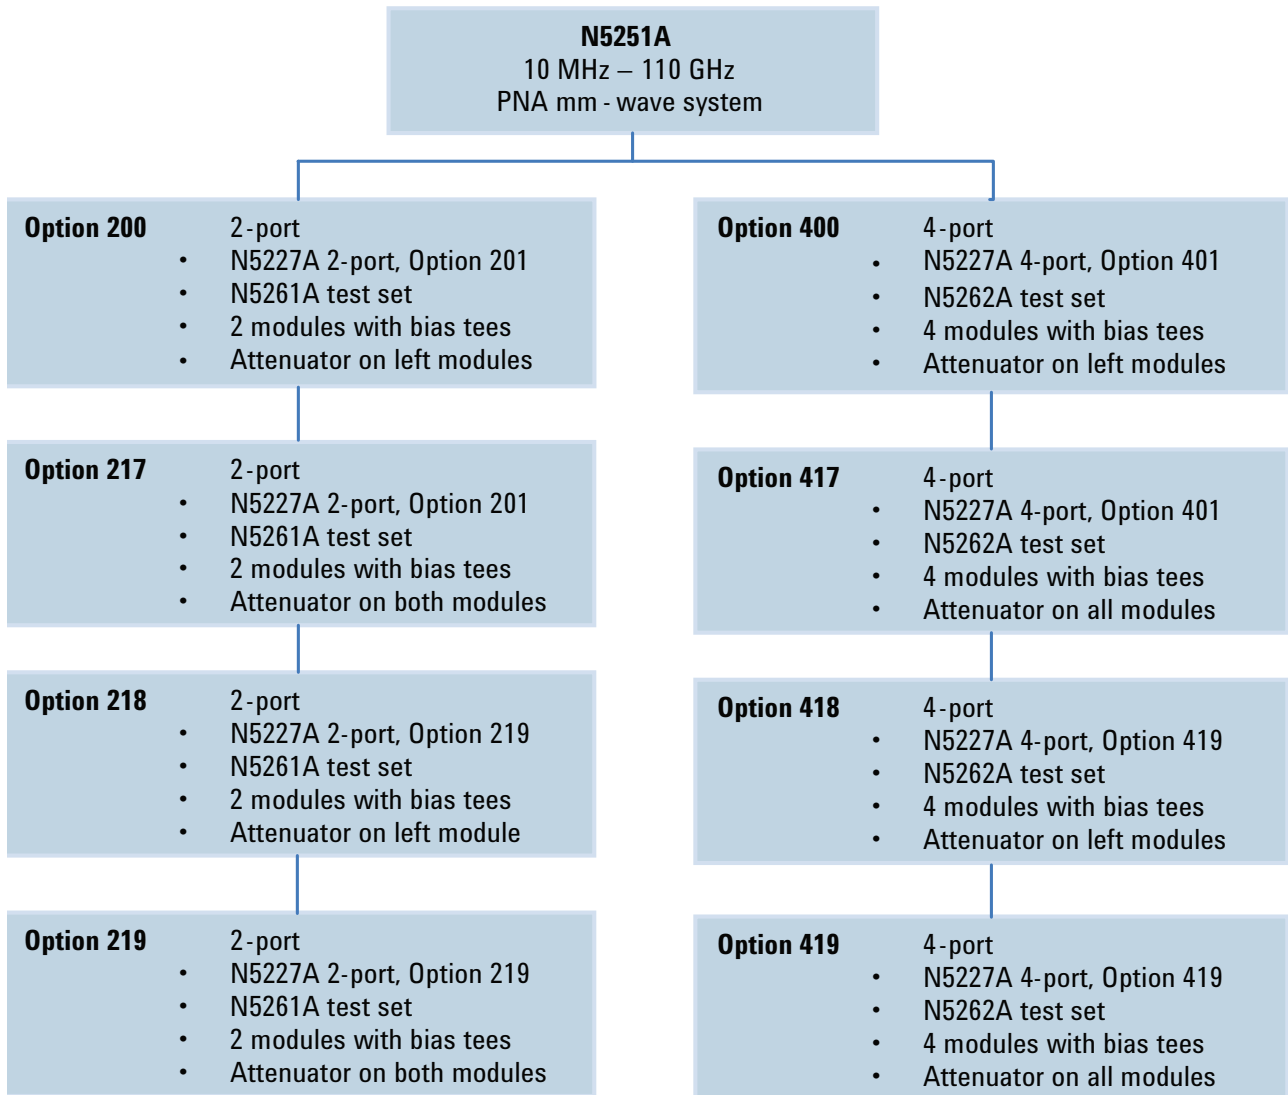 N5251A
10 MHz – 110 GHz
PNA mm - wave system
Option 200 2-port
• N5227A 2-port, Option 201
• N5261A test set
• 2 modules with bias tees
• Attenuator on left modules
Option 217 2-port
• N5227A 2-port, Option 201
• N5261A test set
• 2 modules with bias tees
• Attenuator on both modules
Option 218 2-port
• N5227A 2-port, Option 219
• N5261A test set
• 2 modules with bias tees
• Attenuator on left module
Option 219 2-port
• N5227A 2-port, Option 219
• N5261A test set
• 2 modules with bias tees
• Attenuator on both modules
Option 400 4-port
• N5227A 4-port, Option 401
• N5262A test set
• 4 modules with bias tees
• Attenuator on left modules
Option 417 4-port
• N5227A 4-port, Option 401
• N5262A test set
• 4 modules with bias tees
• Attenuator on all modules
Option 418 4-port
• N5227A 4-port, Option 419
• N5262A test set
• 4 modules with bias tees
• Attenuator on left modules
Option 419 4-port
• N5227A 4-port, Option 419
• N5262A test set
• 4 modules with bias tees
• Attenuator on all modules